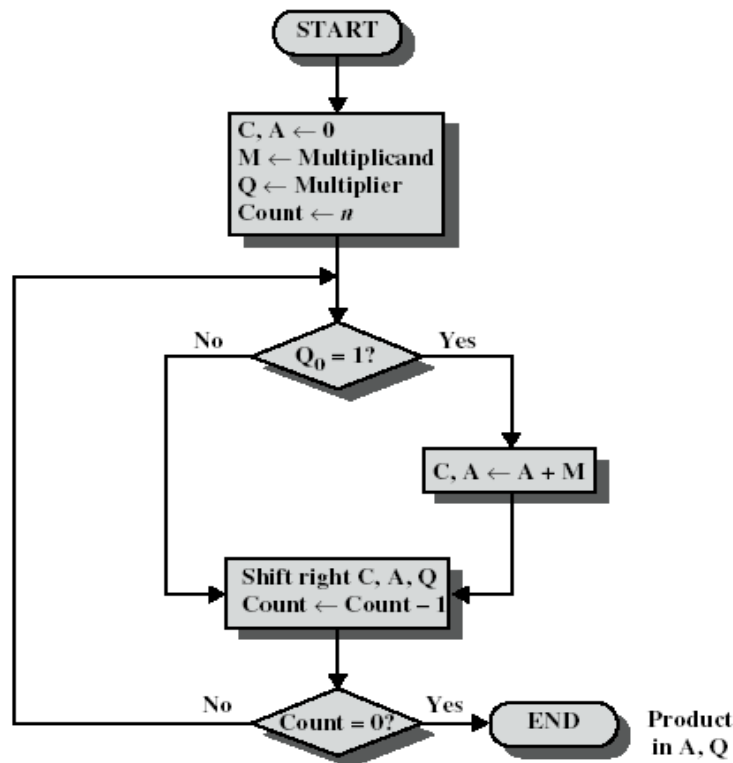 START
C, A ← 0
M ← Multiplicand
Q ← Multiplier
Count ← n
No
Q₀ = 1?
Yes
C, A ← A + M
Shift right C, A, Q
Count ← Count – 1
No
Count = 0?
Yes
END
Product
in A, Q